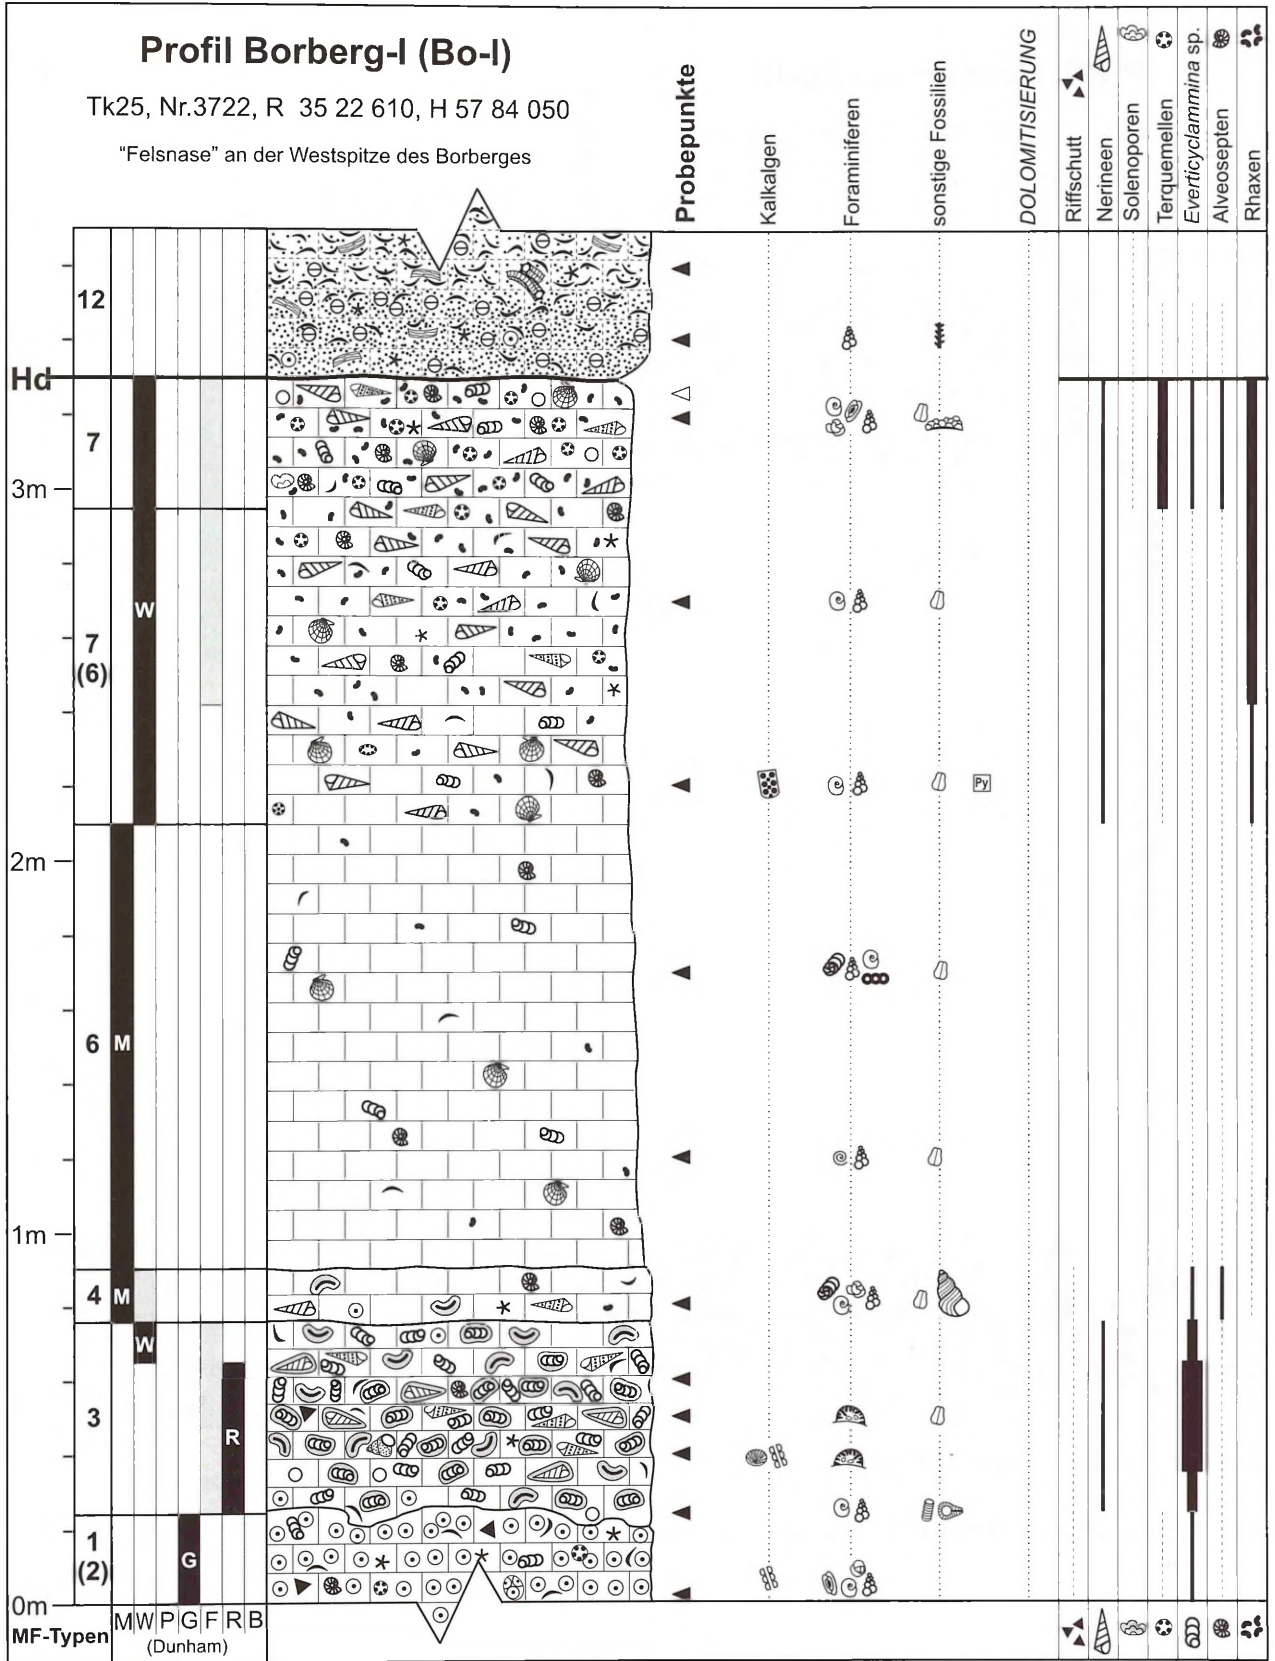 Profil Borberg-I (Bo-I)
Tk25, Nr.3722, R 35 22 610, H 57 84 050
"Felsnase" an der Westspitze des Borberges
Probepunkte
Kalkalgen
Foraminiferen
sonstige Fossilien
DOLOMITISIERUNG
Riffschutt
Nerineen
Solenoporen
Terquemellen
Everticyclammina sp.
Alveosepten
Rhaxen
12
Hd
7
3m
W
7
(6)
Py
2m
6 M
1m
4 M
W
3
R
1
(2)
G
0m
M W P G F R B
MF-Typen
(Dunham)